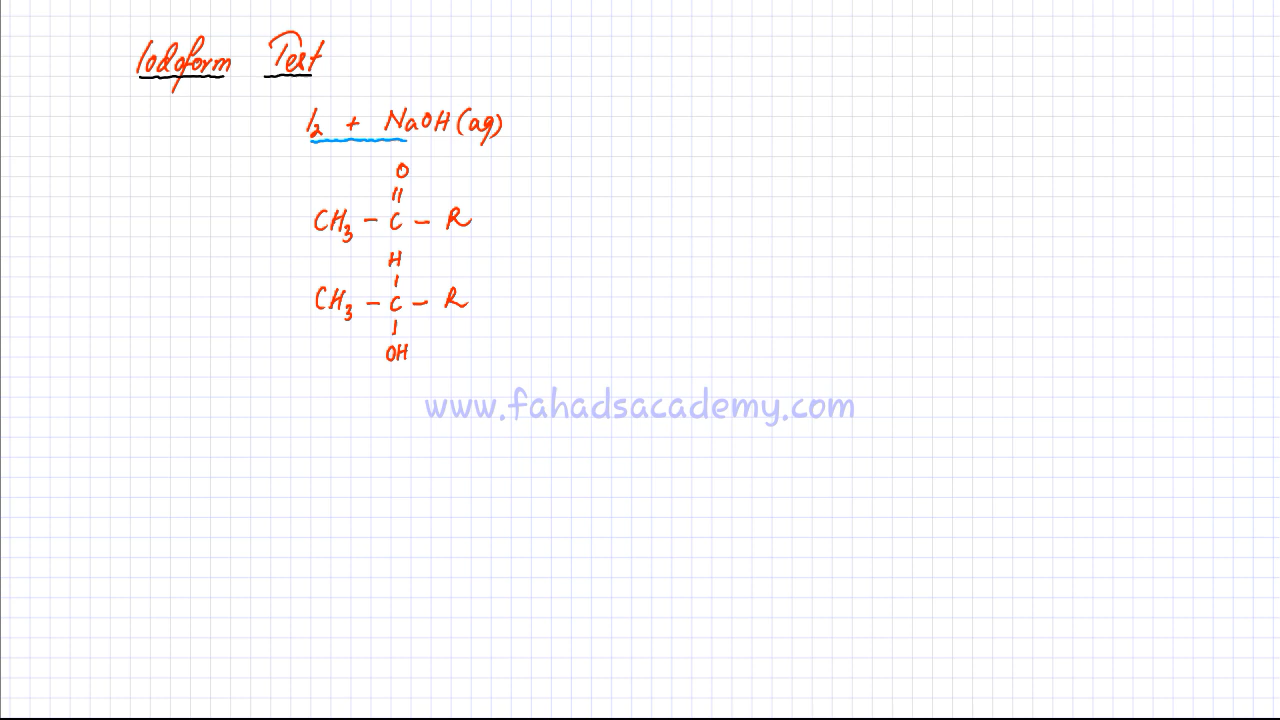 Iodoform Test
I2 + NaOH (aq)
O
||
CH3 – C – R
H
|
CH3 – C – R
|
OH
www.fahadsacademy.com